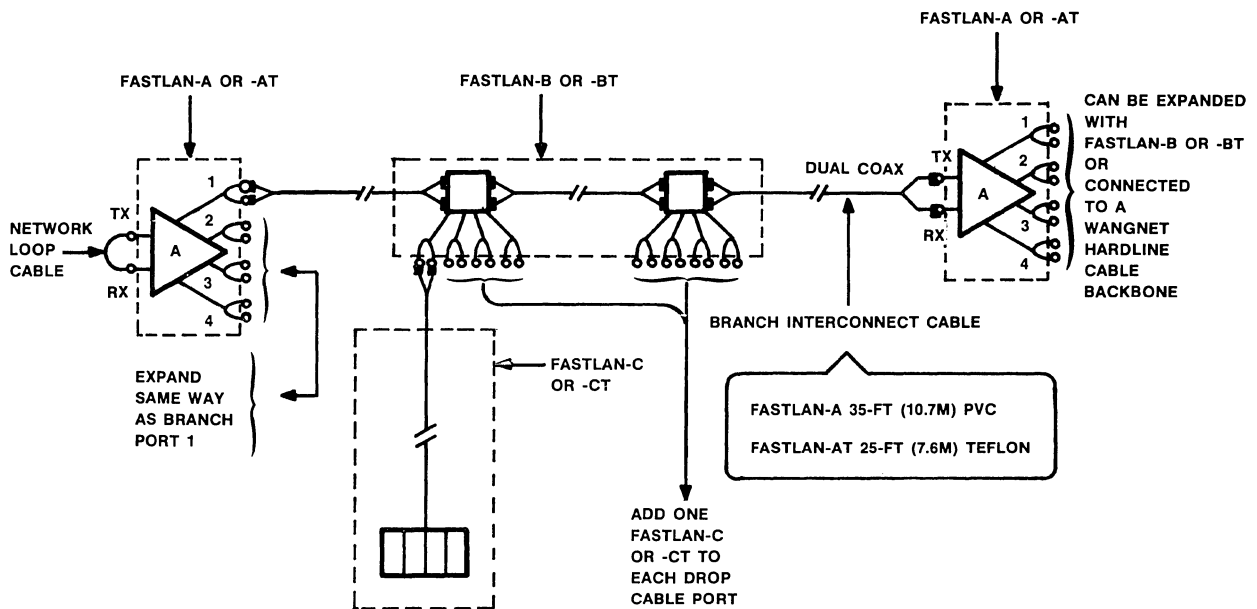 FASTLAN-A OR -AT
FASTLAN-A OR -AT
FASTLAN-B OR -BT
CAN BE EXPANDED
WITH
FASTLAN-B OR -BT
OR
CONNECTED
TO A
WANGNET
HARDLINE
CABLE
BACKBONE
1
2
3
4
TX
RX
A
DUAL COAX
NETWORK
LOOP
CABLE
TX
RX
A
1
2
3
4
BRANCH INTERCONNECT CABLE
FASTLAN-A 35-FT (10.7M) PVC
FASTLAN-AT 25-FT (7.6M) TEFLON
EXPAND
SAME WAY
AS BRANCH
PORT 1
FASTLAN-C
OR -CT
ADD ONE
FASTLAN-C
OR -CT TO
EACH DROP
CABLE PORT